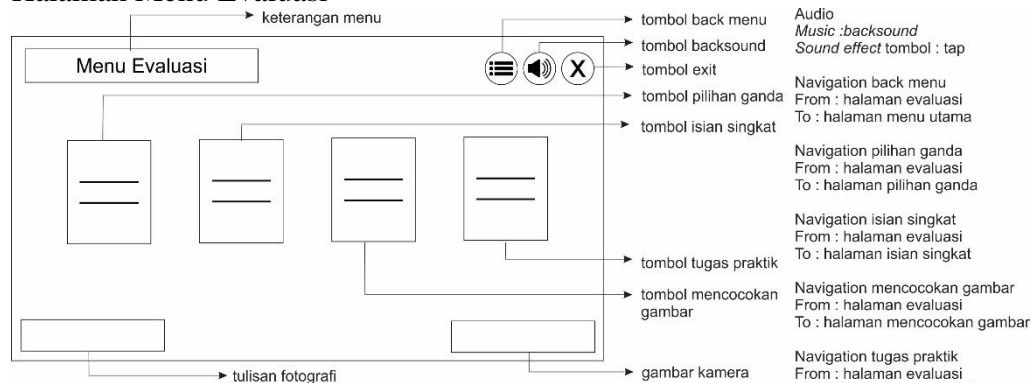 Halaman Menu Evaluasi
keterangan menu
Menu Evaluasi
tombol back menu
tombol backsound
tombol exit
tombol pilihan ganda
tombol isian singkat
tombol tugas praktik
tombol mencocokan
gambar
tulisan fotografi
gambar kamera
Audio
Music :backsound
Sound effect tombol : tap
Navigation back menu
From : halaman evaluasi
To : halaman menu utama
Navigation pilihan ganda
From : halaman evaluasi
To : halaman pilihan ganda
Navigation isian singkat
From : halaman evaluasi
To : halaman isian singkat
Navigation mencocokan gambar
From : halaman evaluasi
To : halaman mencocokan gambar
Navigation tugas praktik
From : halaman evaluasi